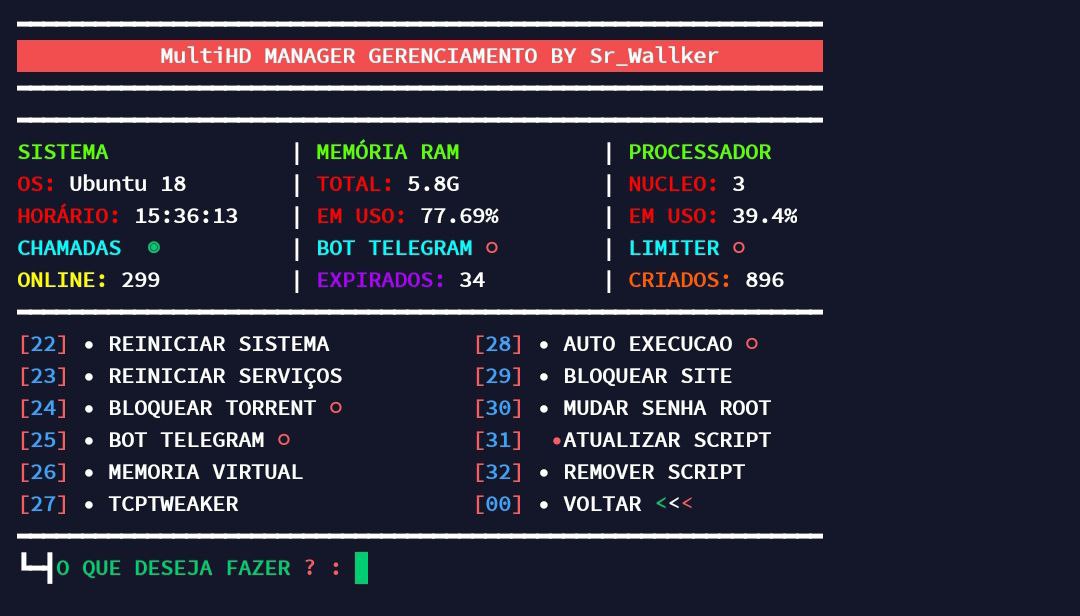 MultiHD MANAGER GERENCIAMENTO BY Sr_Wallker
SISTEMA | MEMÓRIA RAM | PROCESSADOR
OS: Ubuntu 18 | TOTAL: 5.8G | NUCLEO: 3
HORÁRIO: 15:36:13 | EM USO: 77.69% | EM USO: 39.4%
CHAMADAS ◉ | BOT TELEGRAM ○ | LIMITER ○
ONLINE: 299 | EXPIRADOS: 34 | CRIADOS: 896
[22] • REINICIAR SISTEMA [28] • AUTO EXECUCAO ○
[23] • REINICIAR SERVIÇOS [29] • BLOQUEAR SITE
[24] • BLOQUEAR TORRENT ○ [30] • MUDAR SENHA ROOT
[25] • BOT TELEGRAM ○ [31] •ATUALIZAR SCRIPT
[26] • MEMORIA VIRTUAL [32] • REMOVER SCRIPT
[27] • TCPTWEAKER [00] • VOLTAR <<<
┗━┫O QUE DESEJA FAZER ? :